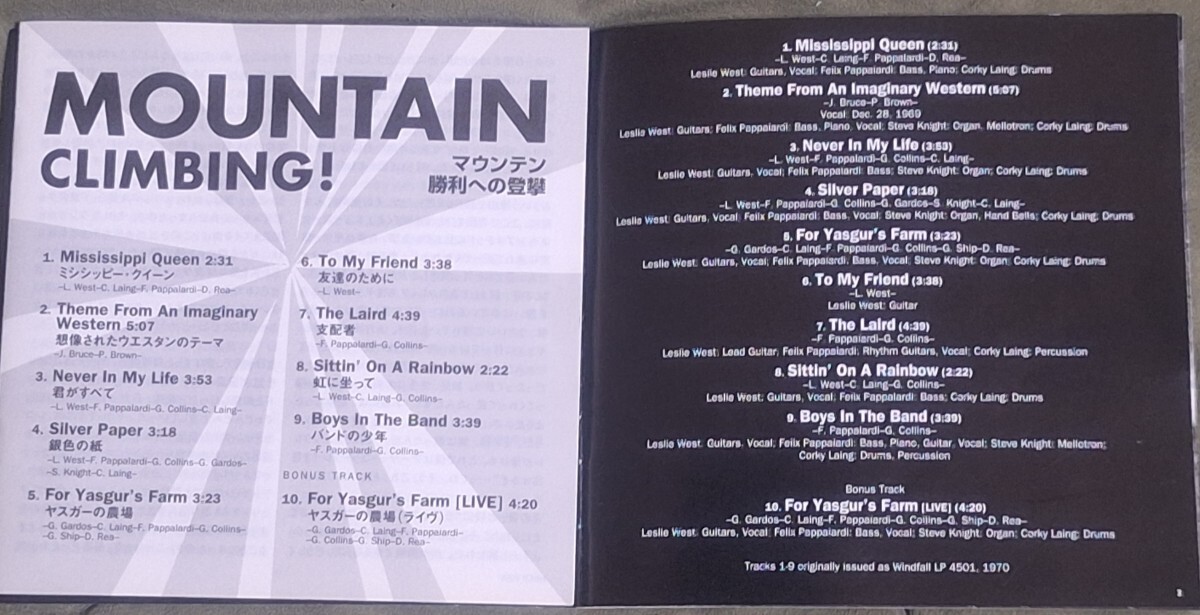 MOUNTAIN
CLIMBING!
マウンテン
勝利への登攀
1. Mississippi Queen 2:31
ミシシッピー・クイーン
–L. West–C. Laing–F. Pappalardi–D. Rea–
2. Theme From An Imaginary
Western 5:07
想像されたウエスタンのテーマ
–J. Bruce–P. Brown–
3. Never In My Life 3:53
君がすべて
–L. West–F. Pappalardi–G. Collins–C. Laing–
4. Silver Paper 3:18
銀色の紙
–L. West–F. Pappalardi–G. Collins–G. Gardos–
–S. Knight–C. Laing–
5. For Yasgur's Farm 3:23
ヤスガーの農場
–G. Gardos–C. Laing–F. Pappalardi–G. Collins–
–G. Ship–D. Rea–
6. To My Friend 3:38
友達のために
–L. West–
7. The Laird 4:39
支配者
–F. Pappalardi–G. Collins–
8. Sittin' On A Rainbow 2:22
虹に坐って
–L. West–C. Laing–G. Collins–
9. Boys In The Band 3:39
バンドの少年
–F. Pappalardi–G. Collins–
BONUS TRACK
10. For Yasgur's Farm [LIVE] 4:20
ヤスガーの農場(ライヴ)
–G. Gardos–C. Laing–F. Pappalardi–
–G. Collins–G. Ship–D. Rea–
1. Mississippi Queen (2:31)
–L. West–C. Laing–F. Pappalardi–D. Rea–
Leslie West: Guitars, Vocal; Felix Pappalardi: Bass, Piano; Corky Laing: Drums
2. Theme From An Imaginary Western (5:07)
–J. Bruce–P. Brown–
Vocal: Dec. 28, 1969
Leslie West: Guitars; Felix Pappalardi: Bass, Piano, Vocal; Steve Knight: Organ, Mellotron; Corky Laing: Drums
3. Never In My Life (3:53)
–L. West–F. Pappalardi–G. Collins–C. Laing–
Leslie West: Guitars, Vocal; Felix Pappalardi: Bass; Steve Knight: Organ; Corky Laing: Drums
4. Silver Paper (3:18)
–L. West–F. Pappalardi–G. Collins–G. Gardos–S. Knight–C. Laing–
Leslie West: Guitars, Vocal; Felix Pappalardi: Bass, Vocal; Steve Knight: Organ, Hand Bells; Corky Laing: Drums
5. For Yasgur's Farm (3:23)
–G. Gardos–C. Laing–F. Pappalardi–G. Collins–G. Ship–D. Rea–
Leslie West: Guitars, Vocal; Felix Pappalardi: Bass, Vocal; Steve Knight: Organ; Corky Laing: Drums
6. To My Friend (3:38)
–L. West–
Leslie West: Guitar
7. The Laird (4:39)
–F. Pappalardi–G. Collins–
Leslie West: Lead Guitar; Felix Pappalardi: Rhythm Guitars, Vocal; Corky Laing: Percussion
8. Sittin' On A Rainbow (2:22)
–L. West–C. Laing–G. Collins–
Leslie West: Guitars, Vocal; Felix Pappalardi: Bass; Corky Laing: Drums
9. Boys In The Band (3:39)
–F. Pappalardi–G. Collins–
Leslie West: Guitars, Vocal; Felix Pappalardi: Bass, Piano, Guitar, Vocal; Steve Knight: Mellotron;
Corky Laing: Drums, Percussion
Bonus Track
10. For Yasgur's Farm [LIVE] (4:20)
–G. Gardos–C. Laing–F. Pappalardi–G. Collins–G. Ship–D. Rea–
Leslie West: Guitars, Vocal; Felix Pappalardi: Bass, Vocal; Steve Knight: Organ; Corky Laing: Drums
Tracks 1-9 originally issued as Windfall LP 4501, 1970